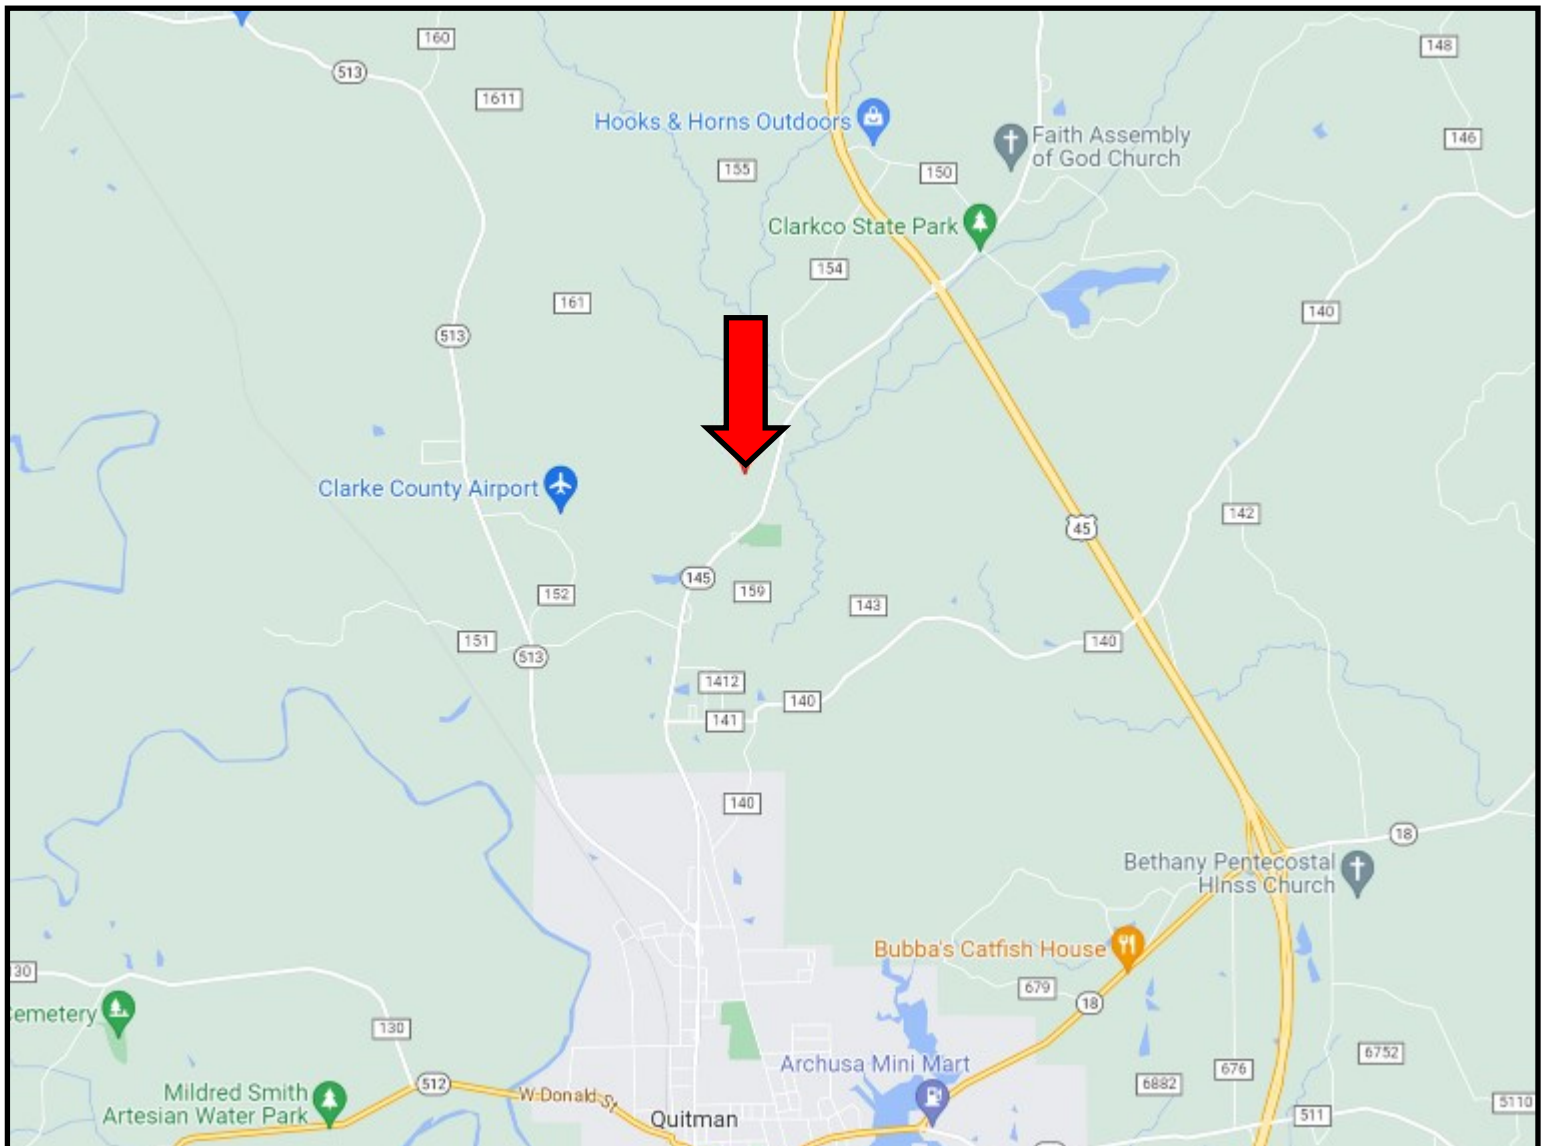 160
148
513
1611
Hooks & Horns Outdoors
Faith Assembly
of God Church
146
155
150
Clarkco State Park
154
161
140
513
Clarke County Airport
142
45
145
159
152
143
151
140
513
1412
140
141
140
18
Bethany Pentecostal
Hlnss Church
Bubba's Catfish House
130
679
18
emetery
130
6752
Archusa Mini Mart
676
6882
512
Mildred Smith
Artesian Water Park
W Donald St
5110
511
Quitman